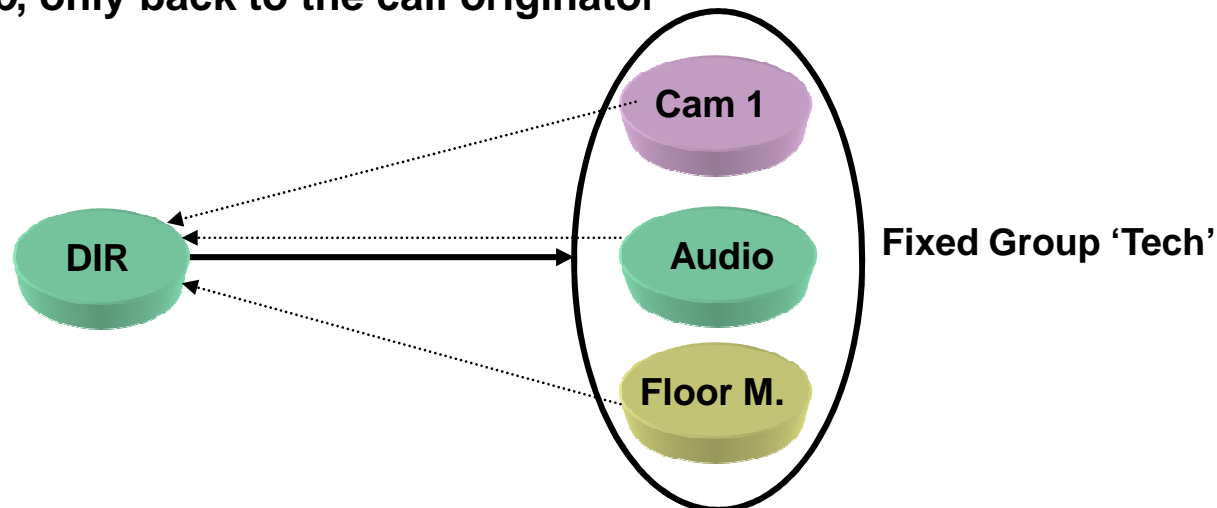 only back to the call originator
Cam 1
DIR
Audio
Fixed Group ‘Tech’
Floor M.